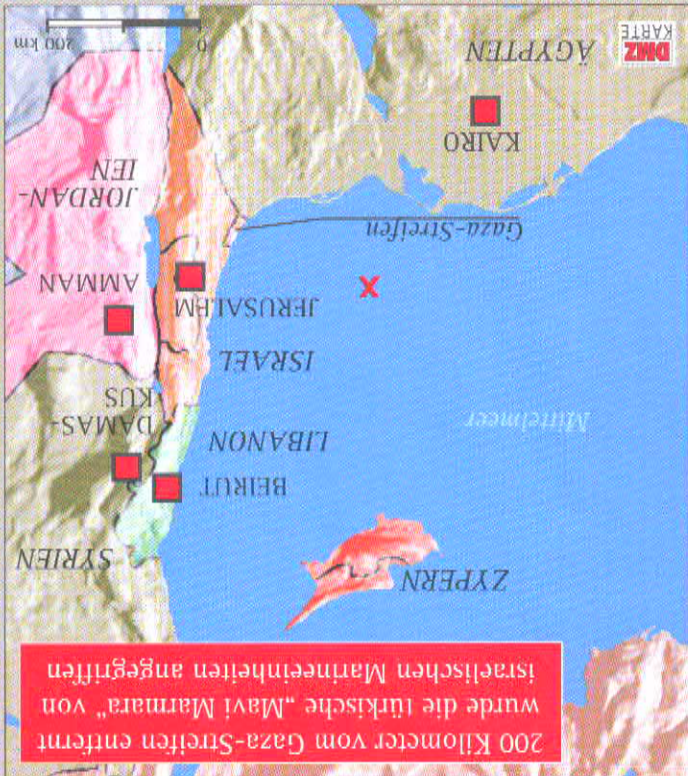 200 Kilometer vom Gaza-Streifen entfernt
wurde die türkische „Mavi Marmara" von
israelischen Marineeinheiten angegriffen
ZYPERN
SYRIEN
BEIRUT
LIBANON
DAMAS-
KUS
Mittelmeer
ISRAEL
JERUSALEM
AMMAN
JORDAN-
IEN
x
Gaza-Streifen
KAIRO
ÄGYPTEN
DMZ
KARTE
0
200 km